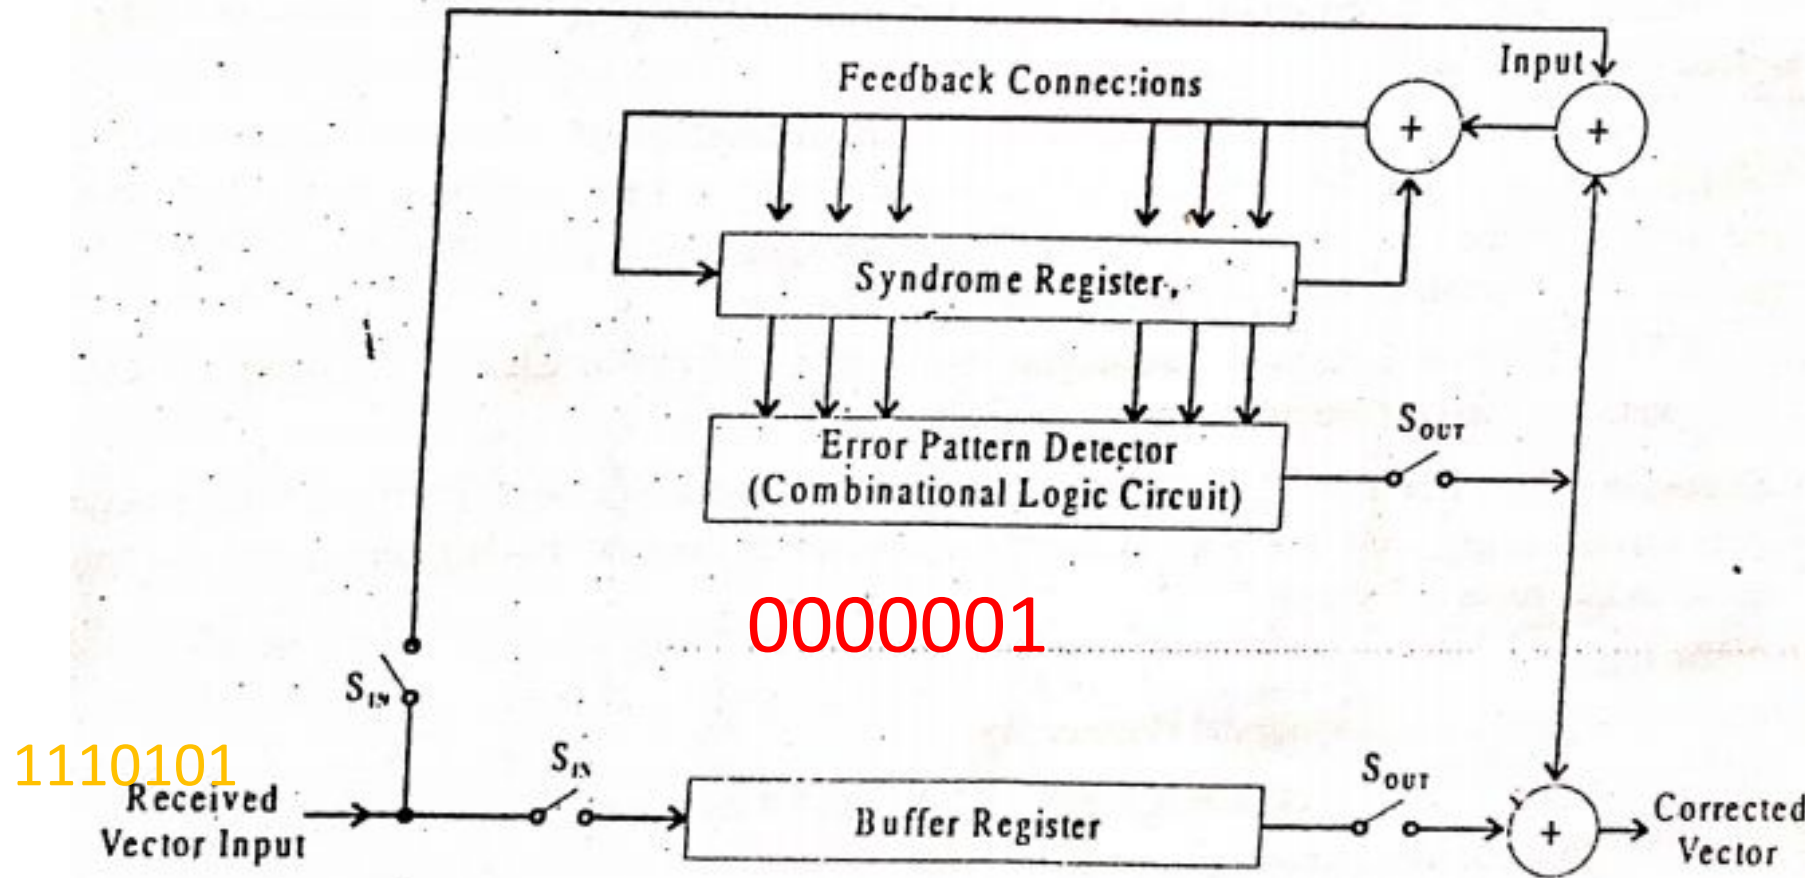 Input
Feedback Connections
+
+
Syndrome Register
Error Pattern Detector
(Combinational Logic Circuit)
S_OUT
0000001
S_IN
1110101
Received
Vector Input
S_IN
Buffer Register
S_OUT
+
Corrected
Vector